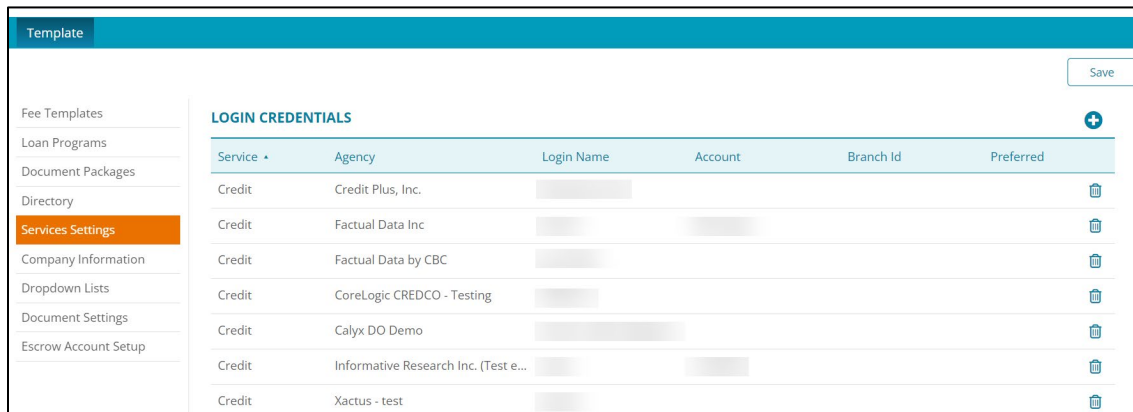 Template
Save
Fee Templates
Loan Programs
Document Packages
Directory
Services Settings
Company Information
Dropdown Lists
Document Settings
Escrow Account Setup
LOGIN CREDENTIALS
Service Agency Login Name Account Branch Id Preferred
Credit Credit Plus, Inc.
Credit Factual Data Inc
Credit Factual Data by CBC
Credit CoreLogic CREDCO - Testing
Credit Calyx DO Demo
Credit Informative Research Inc. (Test e...
Credit Xactus - test